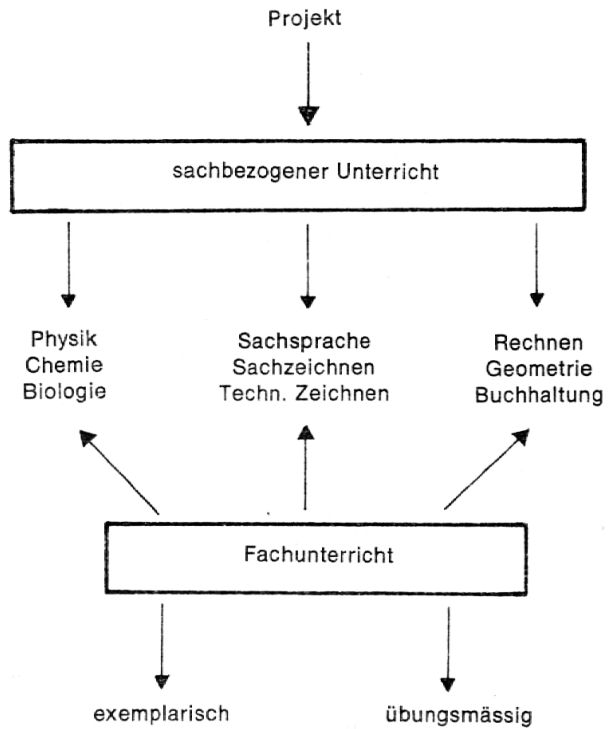 Projekt
sachbezogener Unterricht
Physik
Chemie
Biologie
Sachsprache
Sachzeichnen
Techn. Zeichnen
Rechnen
Geometrie
Buchhaltung
Fachunterricht
exemplarisch
übungsmässig